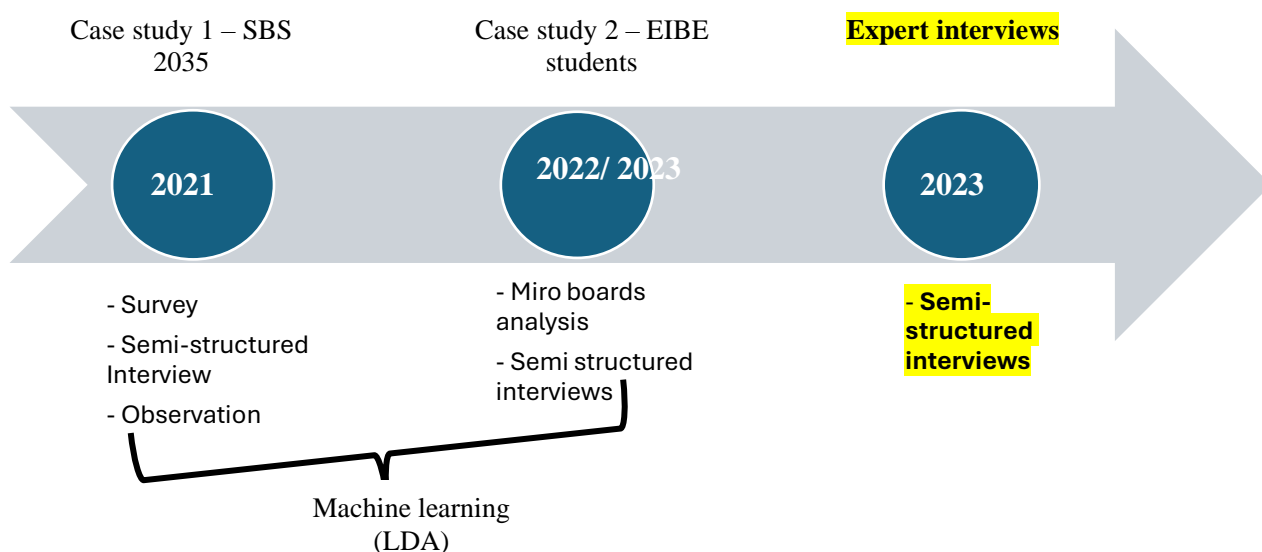 Case study 1 – SBS
2035
Case study 2 – EIBE
students
Expert interviews
2021
2022/ 2023
2023
- Survey
- Semi-structured
Interview
- Observation
- Miro boards
analysis
- Semi structured
interviews
- Semi-
structured
interviews
Machine learning
(LDA)